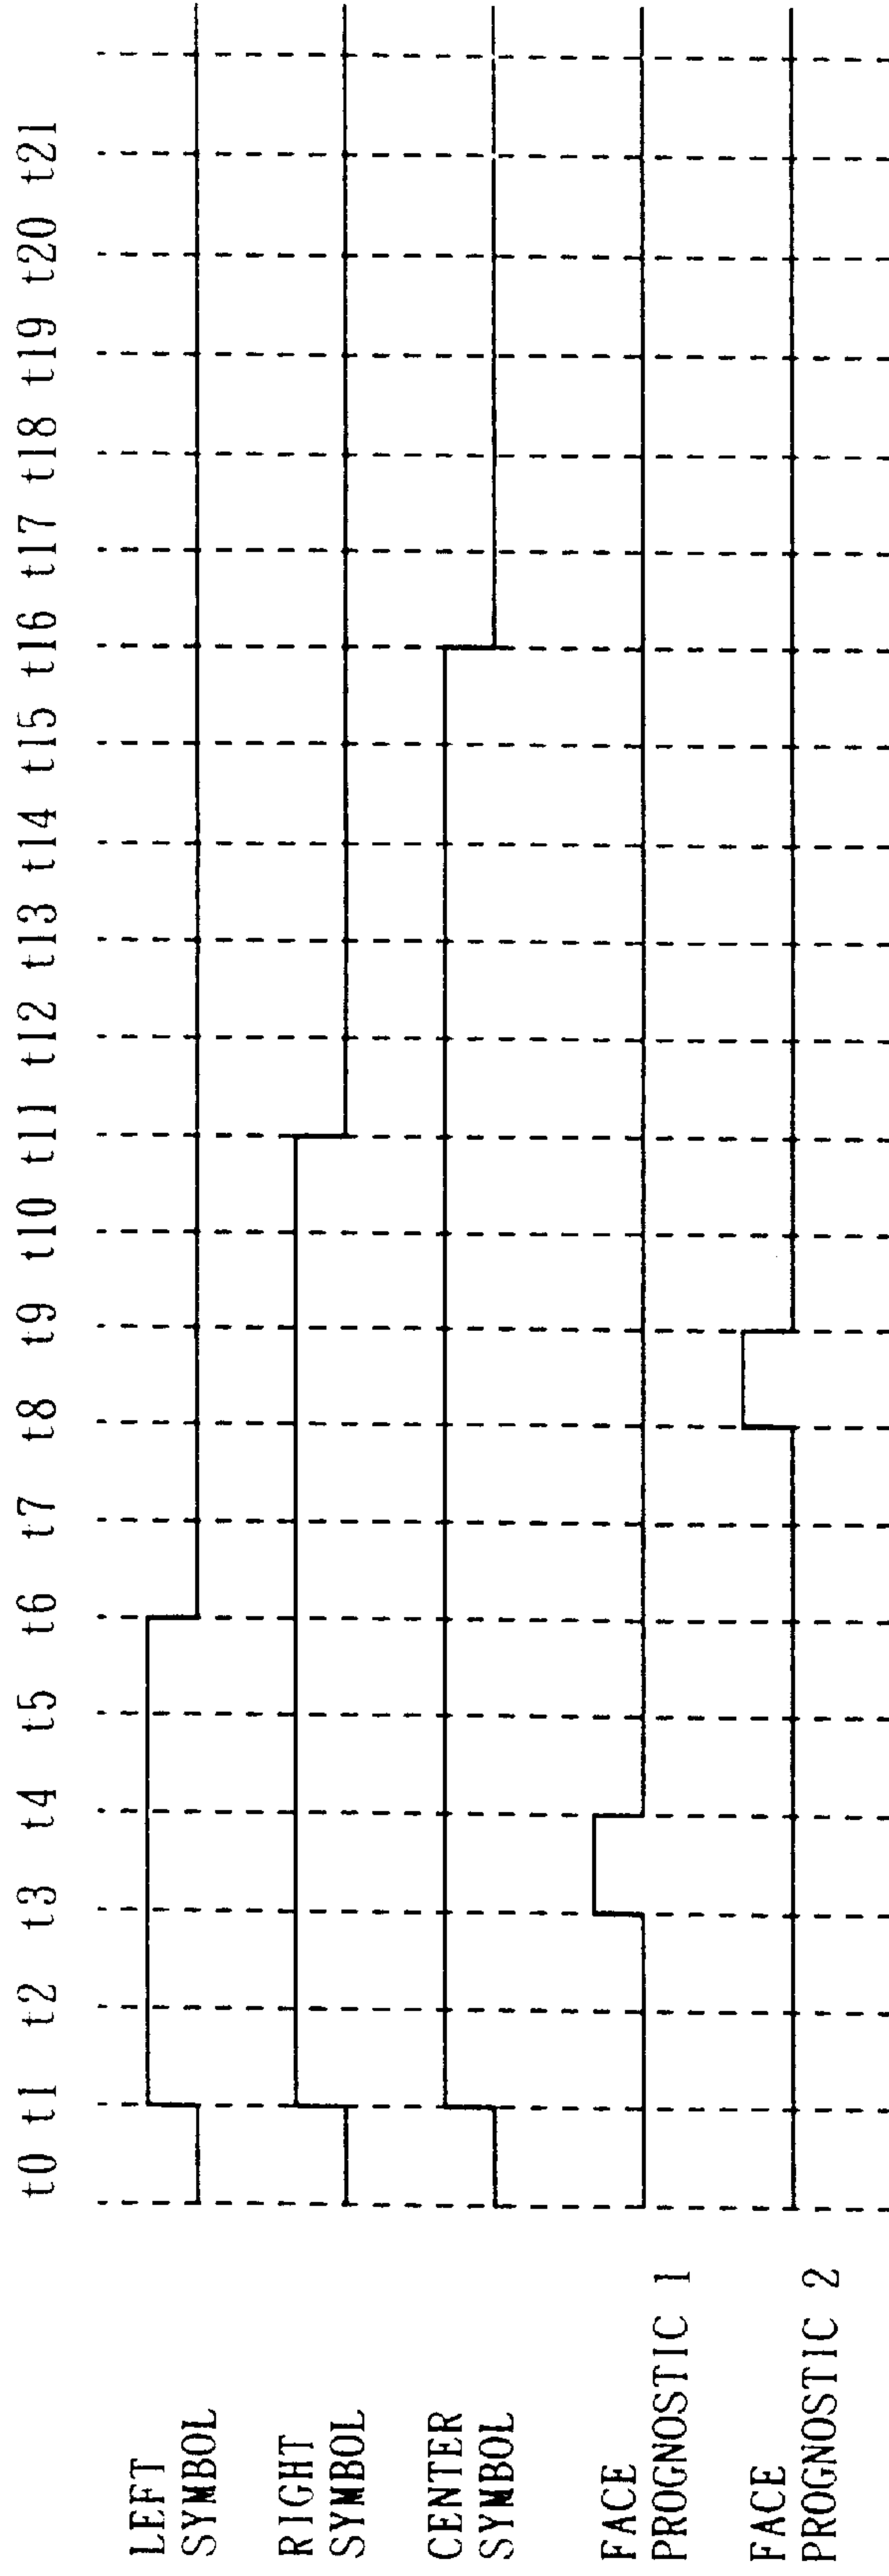 t0 t1 t2 t3 t4 t5 t6 t7 t8 t9 t10 t11 t12 t13 t14 t15 t16 t17 t18 t19 t20 t21
LEFT
SYMBOL
RIGHT
SYMBOL
CENTER
SYMBOL
FACE
PROGNOSTIC 1
FACE
PROGNOSTIC 2